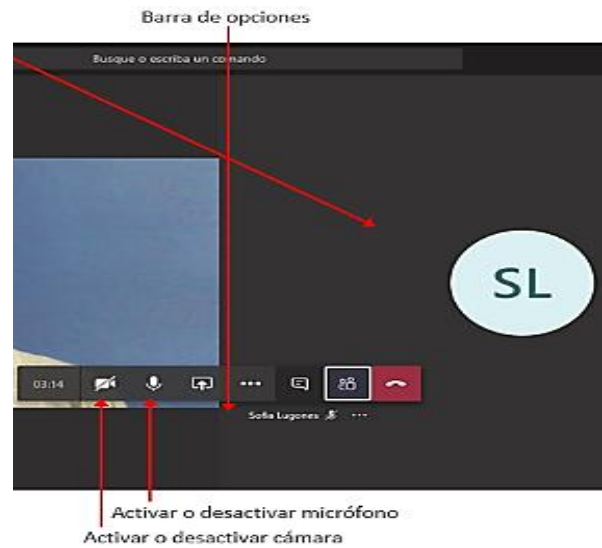 Barra de opciones
Busque o escriba un comando
SL
03:14
Sofia Lugones
Activar o desactivar micrófono
Activar o desactivar cámara